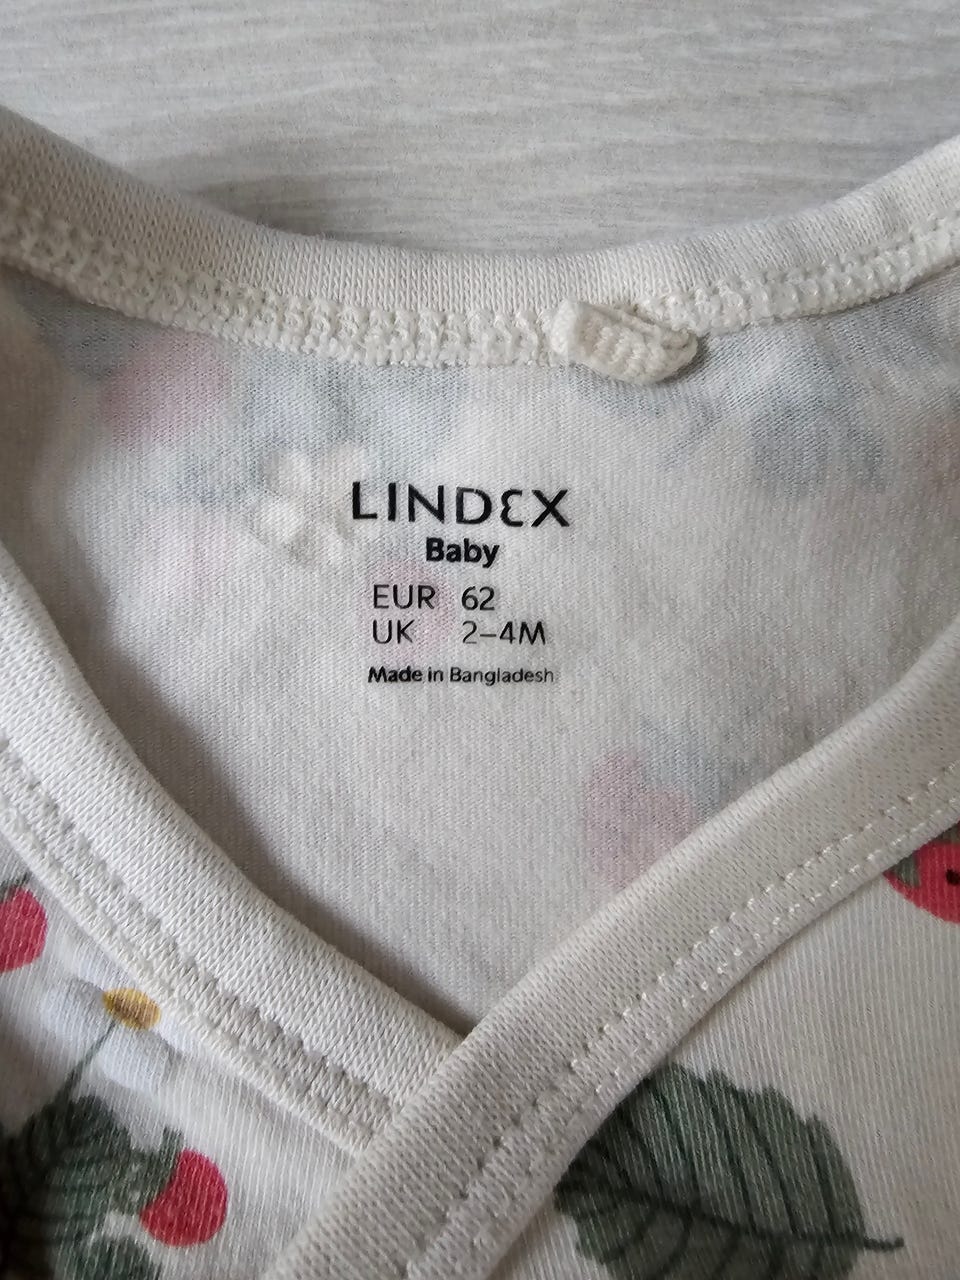 LINDEX
Baby
EUR 62
UK 2–4M
Made in Bangladesh